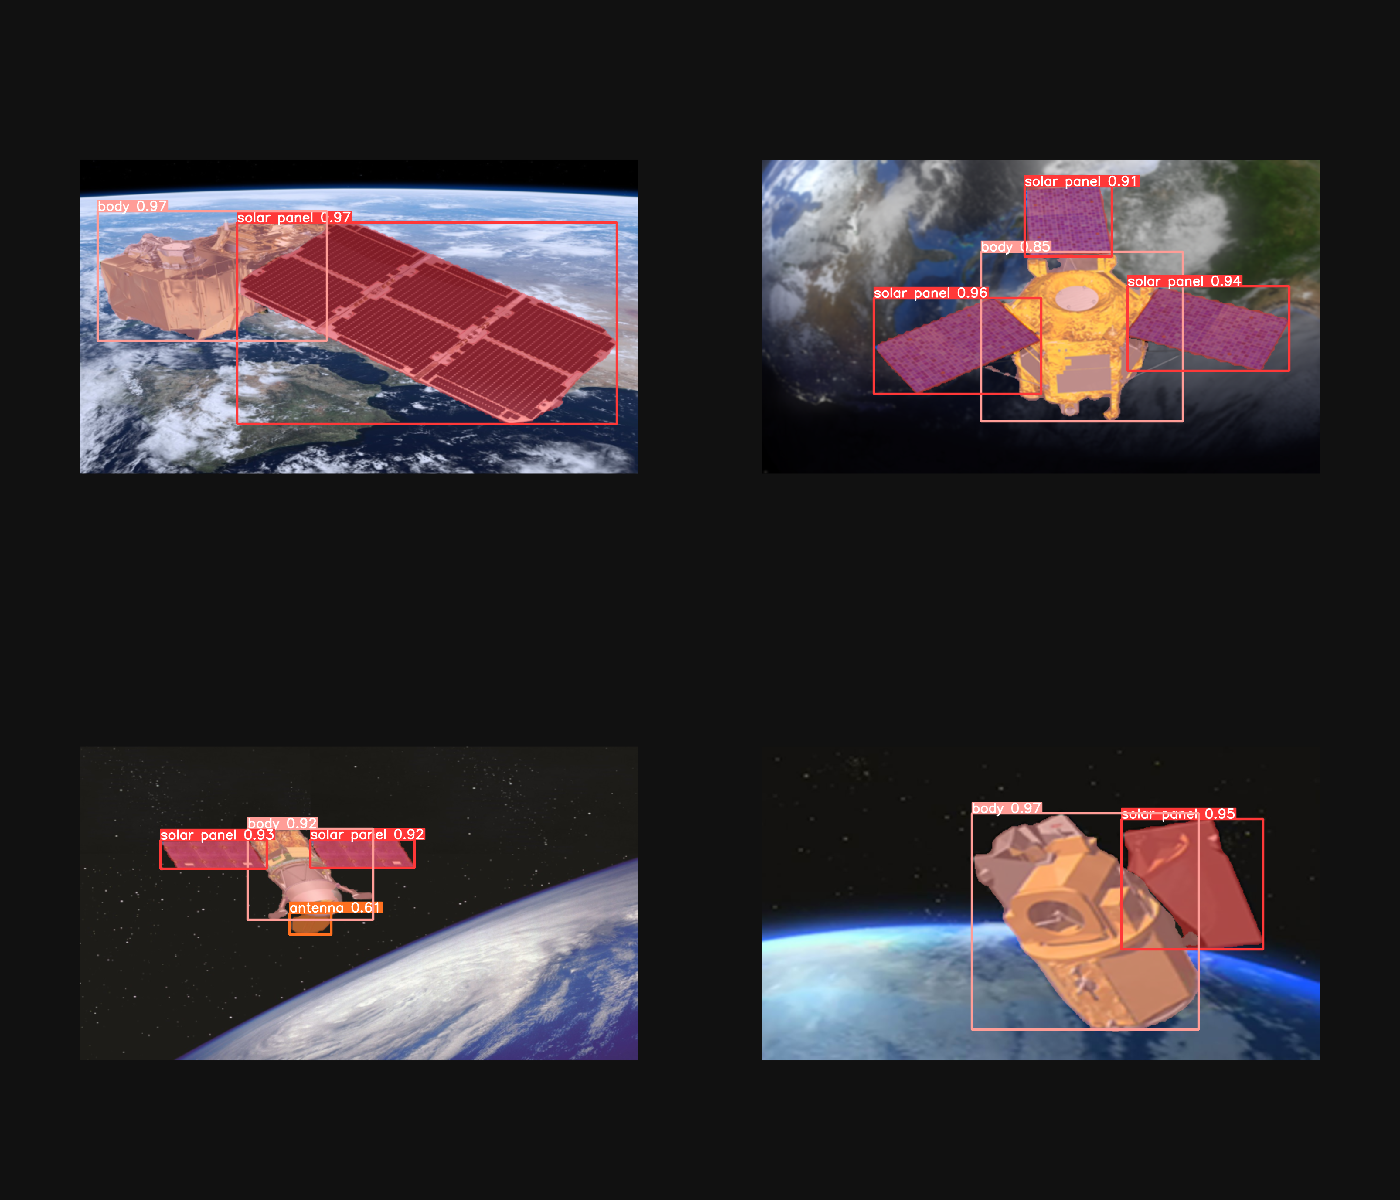 body 0.97
solar panel 0.97
solar panel 0.91
body 0.85
solar panel 0.96
solar panel 0.94
body 0.92
solar panel 0.93
solar panel 0.92
antenna 0.61
body 0.97
solar panel 0.95